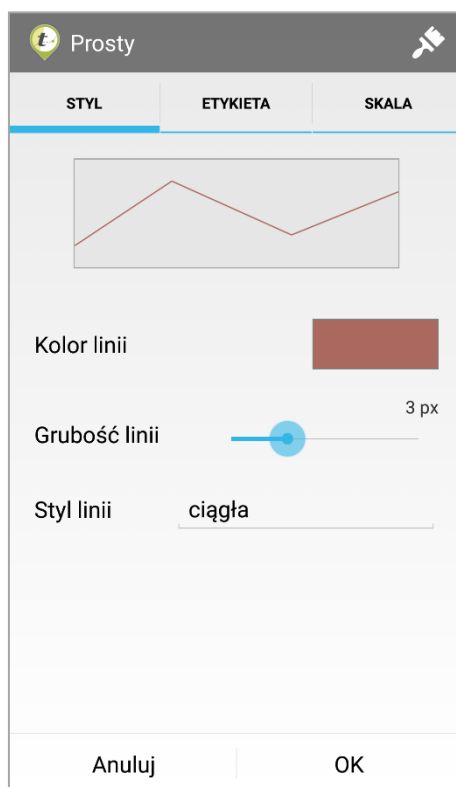 t
Prosty
STYL ETYKIETA SKALA
Kolor linii
3 px
Grubość linii
Styl linii ciągła
Anuluj OK